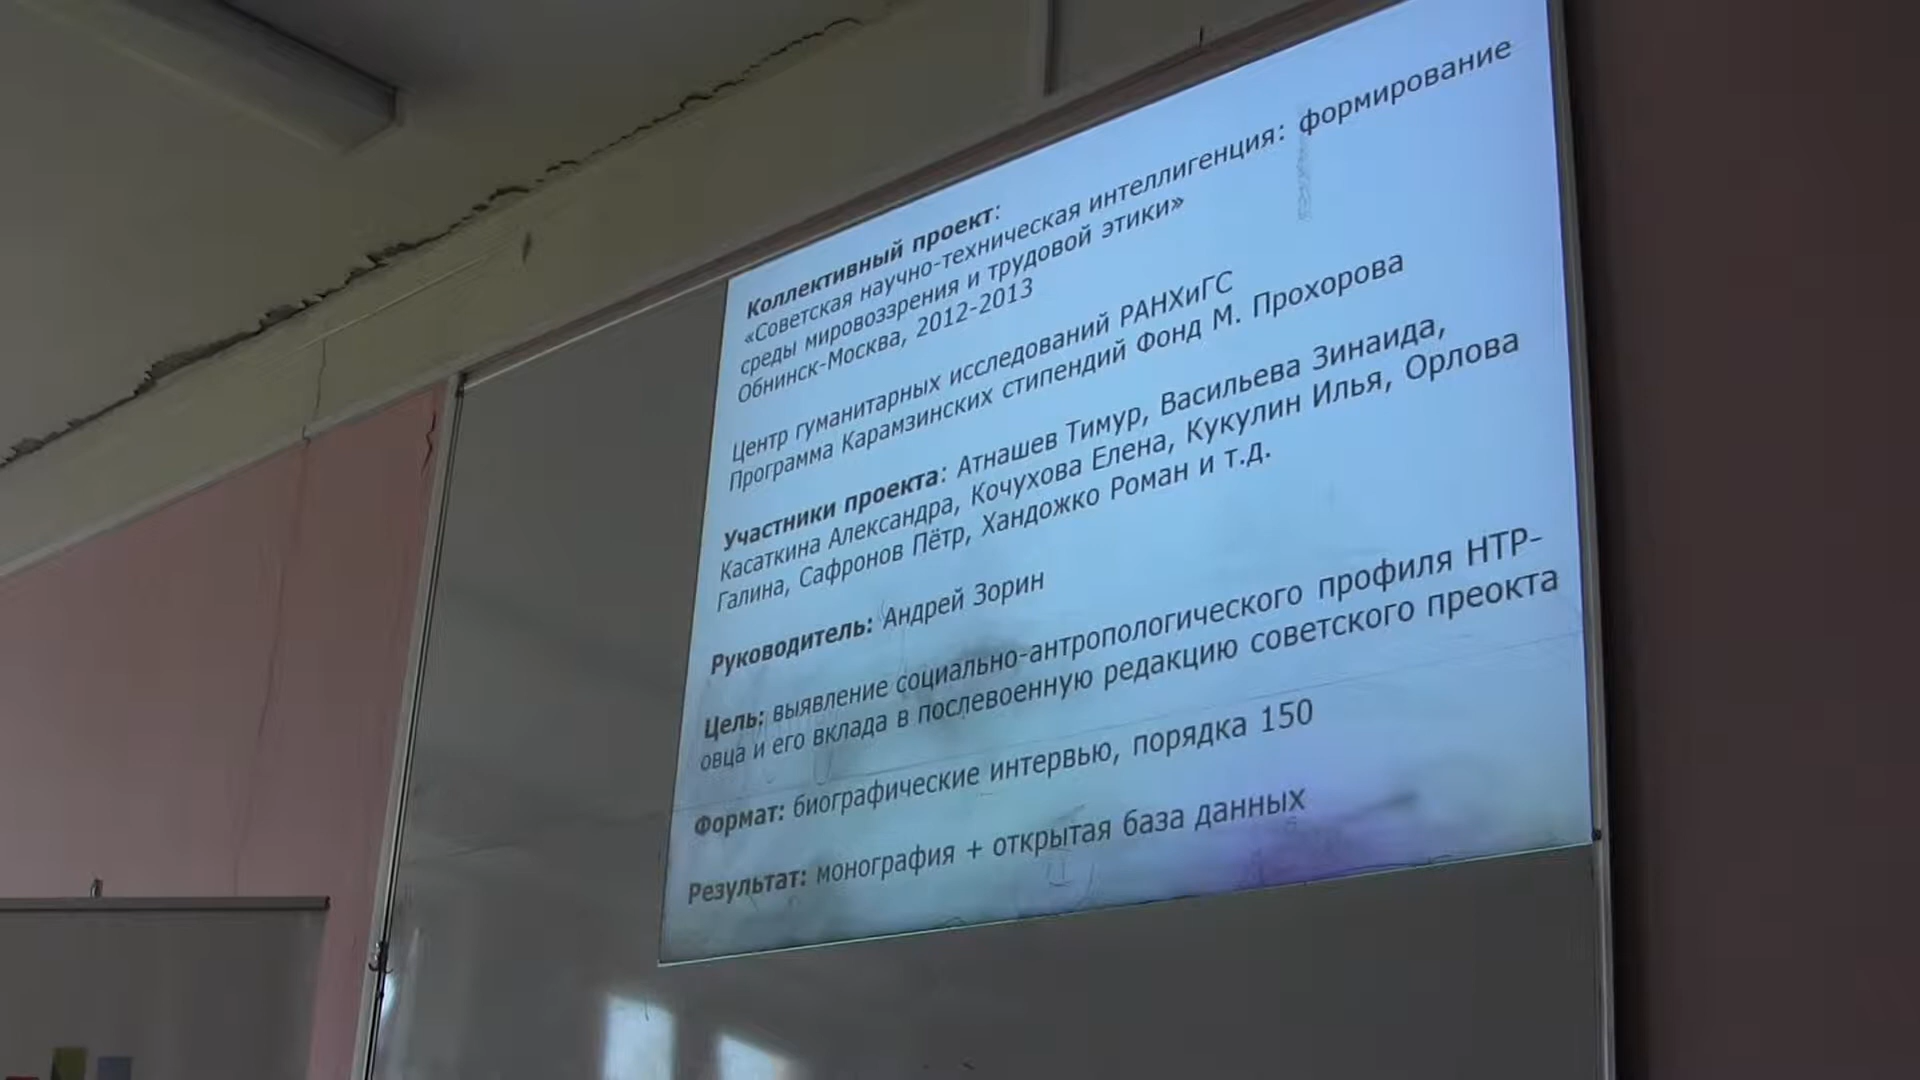 Коллективный проект:
«Советская научно-техническая интеллигенция: формирование
среды мировоззрения и трудовой этики»
Обнинск-Москва, 2012-2013
Центр гуманитарных исследований РАНХиГС
Программа Карамзинских стипендий Фонд М. Прохорова
Участники проекта: Атнашев Тимур, Васильева Зинаида,
Касаткина Александра, Кочухова Елена, Кукулин Илья, Орлова
Галина, Сафронов Пётр, Хандожко Роман и т.д.
Руководитель: Андрей Зорин
Цель: выявление социально-антропологического профиля НТР-
овца и его вклада в послевоенную редакцию советского преокта
Формат: биографические интервью, порядка 150
Результат: монография + открытая база данных